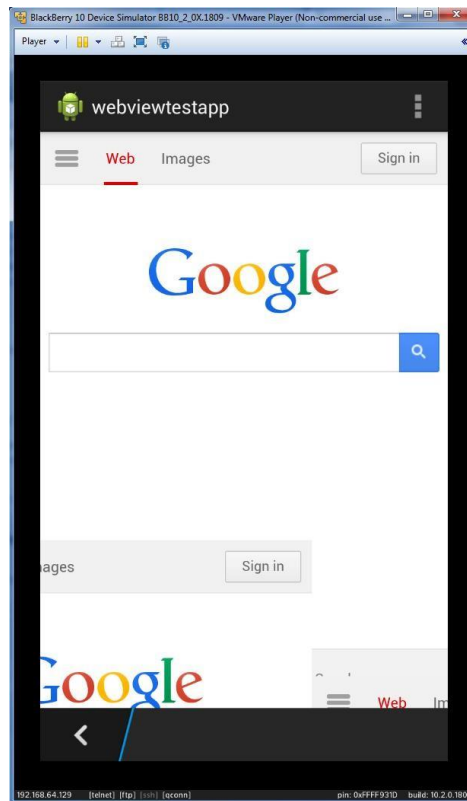 BlackBerry 10 Device Simulator BB10_2_0X.1809 - VMware Player (Non-commercial use ...
Player
webviewtestapp
Web Images Sign in
Google
ages Sign in
Google
Web Im
192.168.64.129 [telnet] [ftp] [ssh] [qconn] pin: 0xFFFF931D build: 10.2.0.180